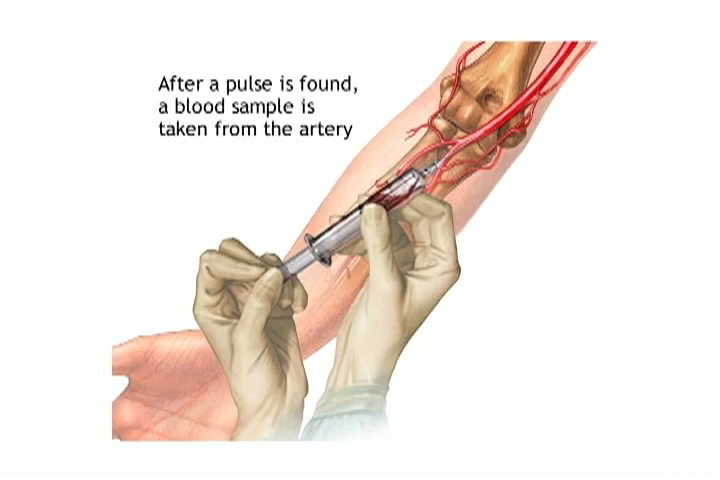 After a pulse is found,
a blood sample is
taken from the artery